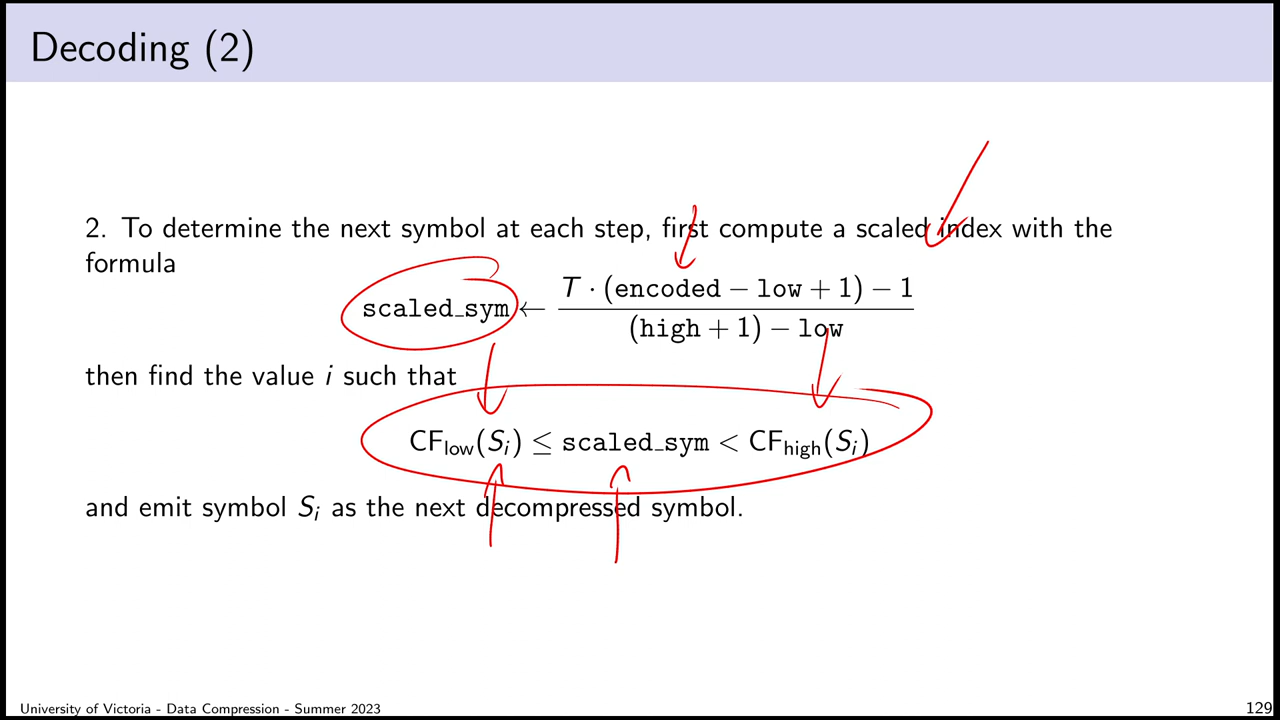 Decoding (2)
2. To determine the next symbol at each step, first compute a scaled index with the
formula
scaled_sym ← T · (encoded − low + 1) − 1
(high + 1) − low
then find the value i such that
CF_low(S_i) ≤ scaled_sym < CF_high(S_i)
and emit symbol S_i as the next decompressed symbol.
University of Victoria - Data Compression - Summer 2023
129